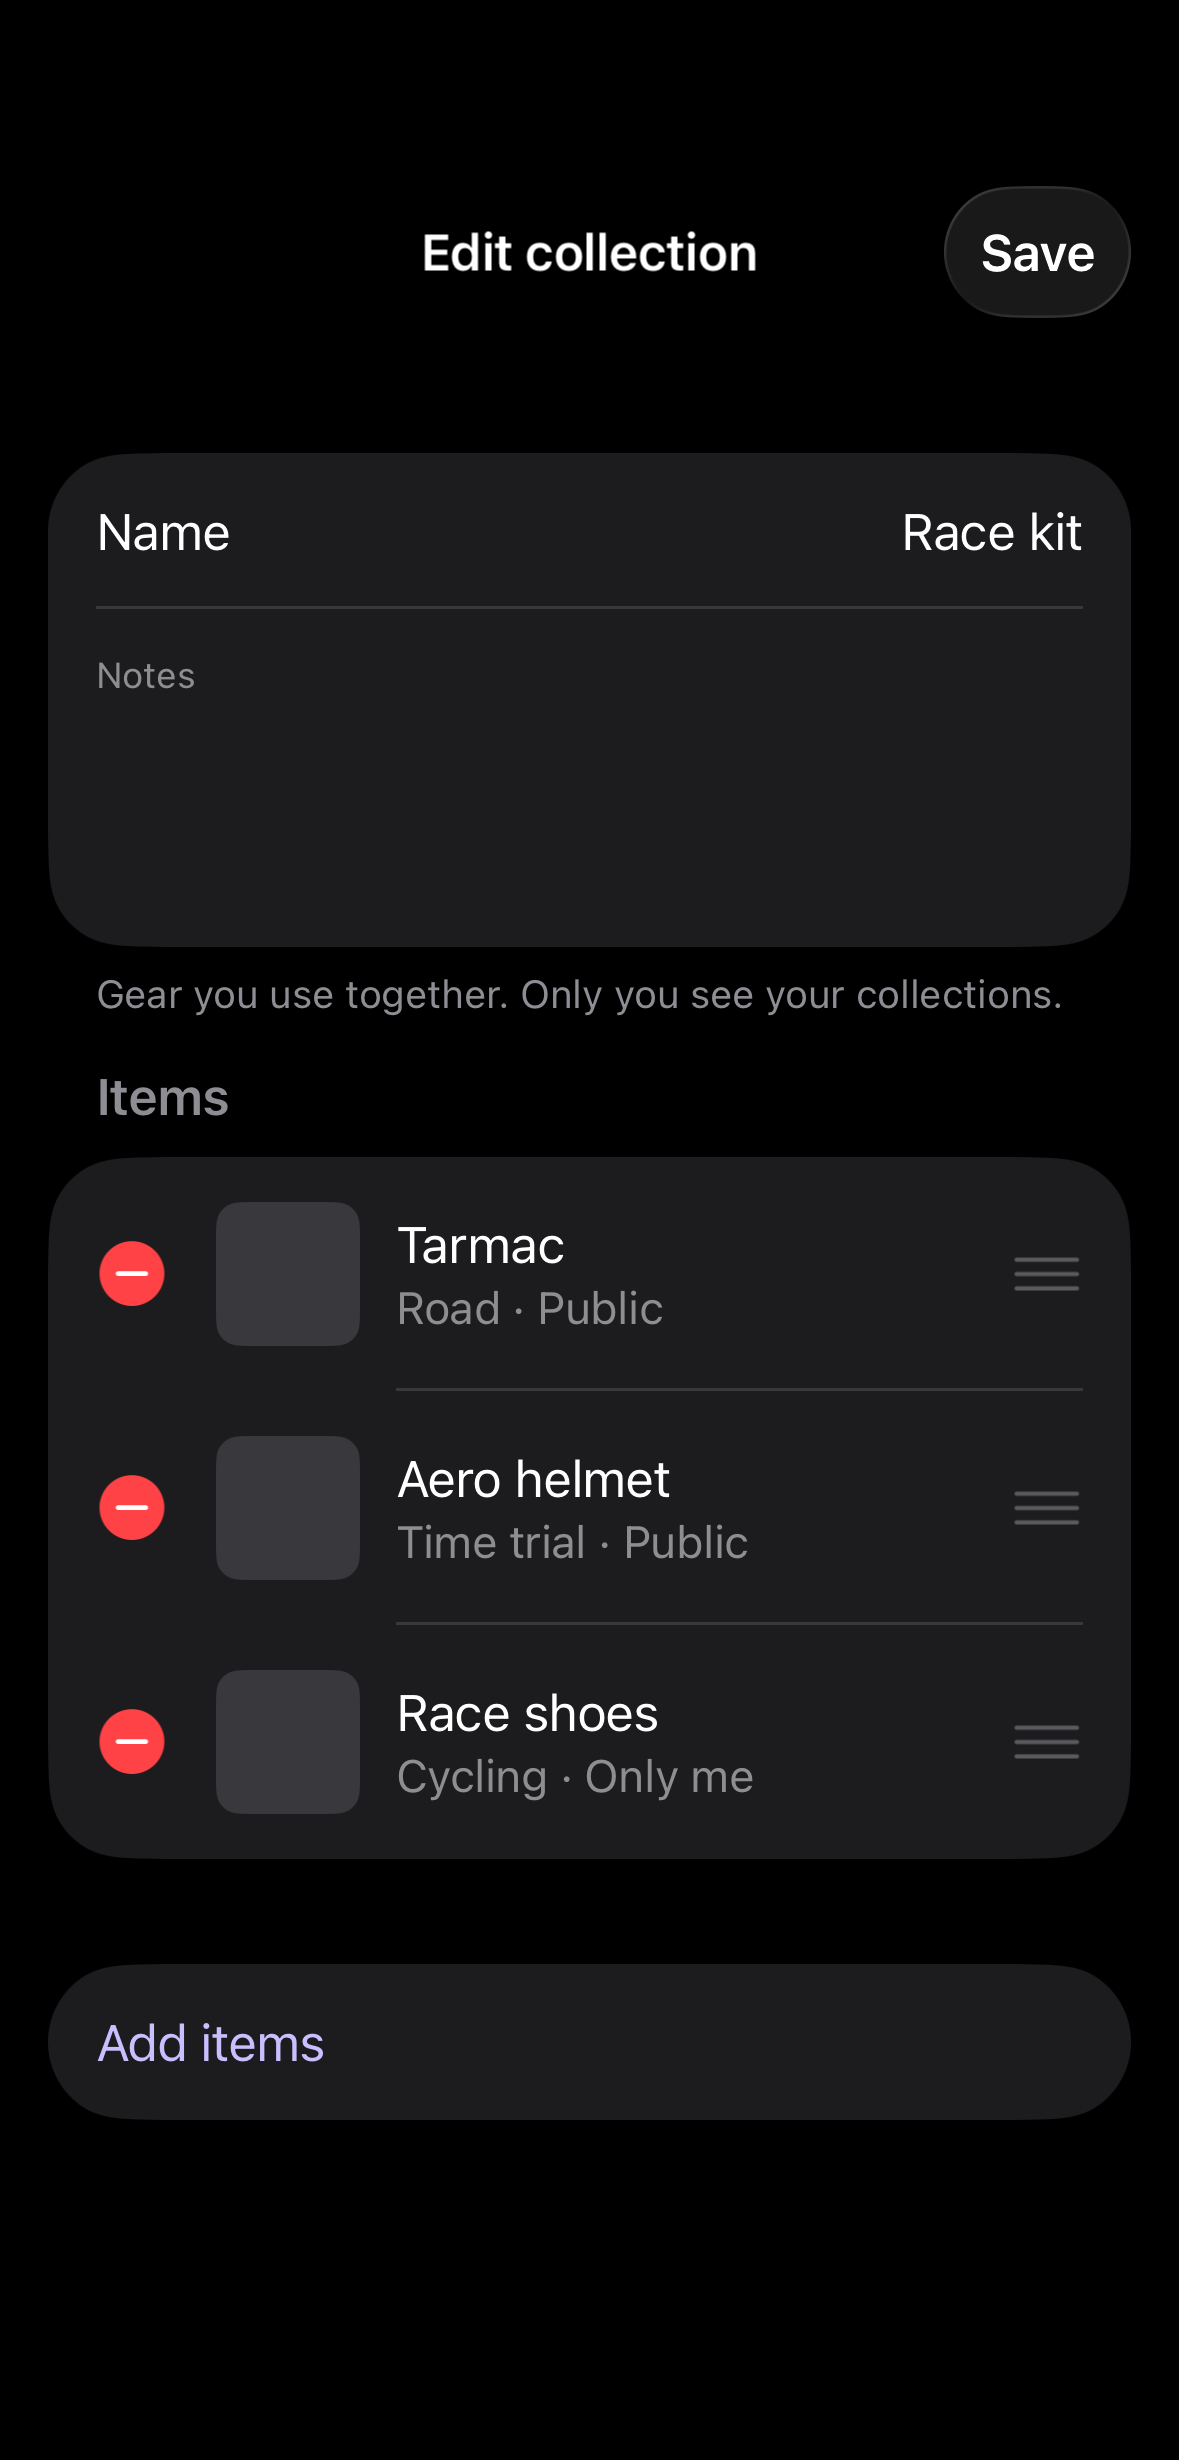 Edit collection
Save
Name
Race kit
Notes
Gear you use together. Only you see your collections.
Items
Tarmac
Road · Public
Aero helmet
Time trial · Public
Race shoes
Cycling · Only me
Add items